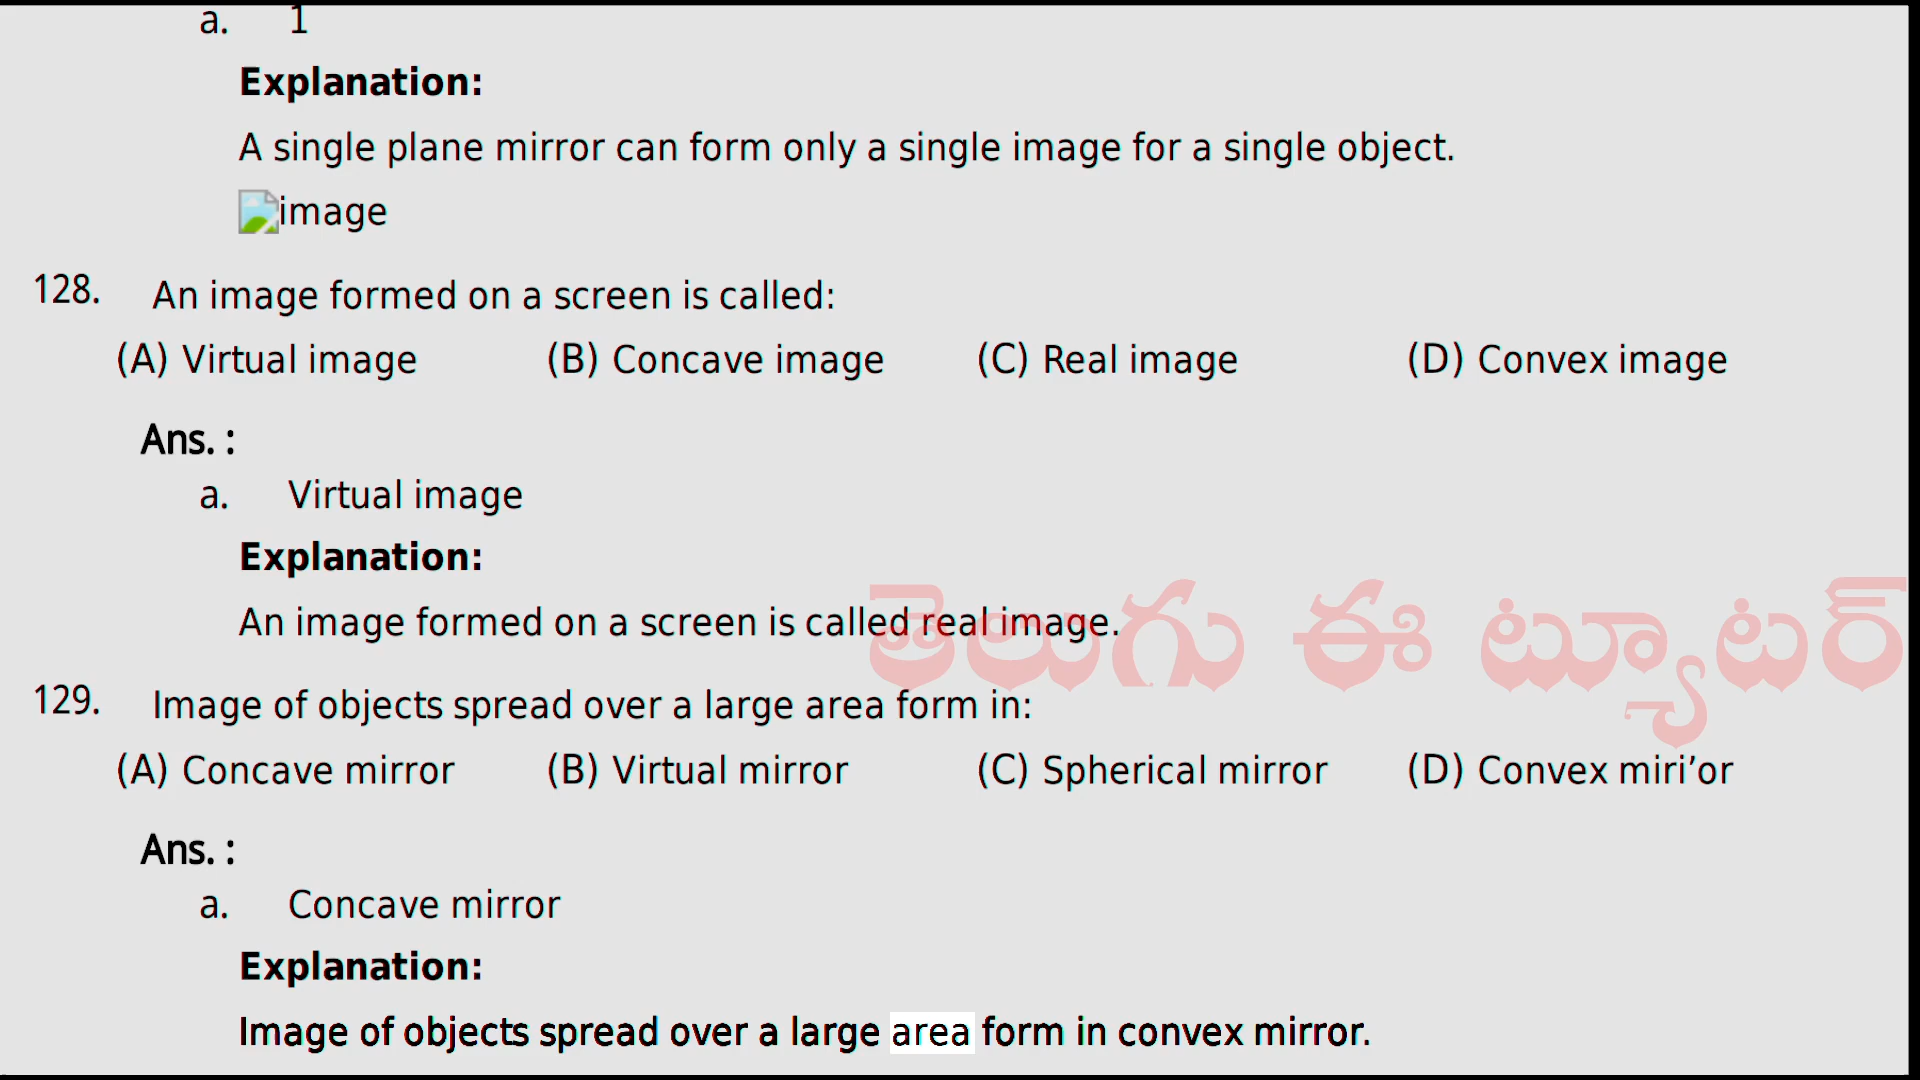 a. 1
Explanation:
A single plane mirror can form only a single image for a single object.
image
128. An image formed on a screen is called:
(A) Virtual image (B) Concave image (C) Real image (D) Convex image
Ans. :
a. Virtual image
Explanation:
An image formed on a screen is called real image.
తెలుగు ఈ ట్యూటర్
129. Image of objects spread over a large area form in:
(A) Concave mirror (B) Virtual mirror (C) Spherical mirror (D) Convex miri’or
Ans. :
a. Concave mirror
Explanation:
Image of objects spread over a large area form in convex mirror.